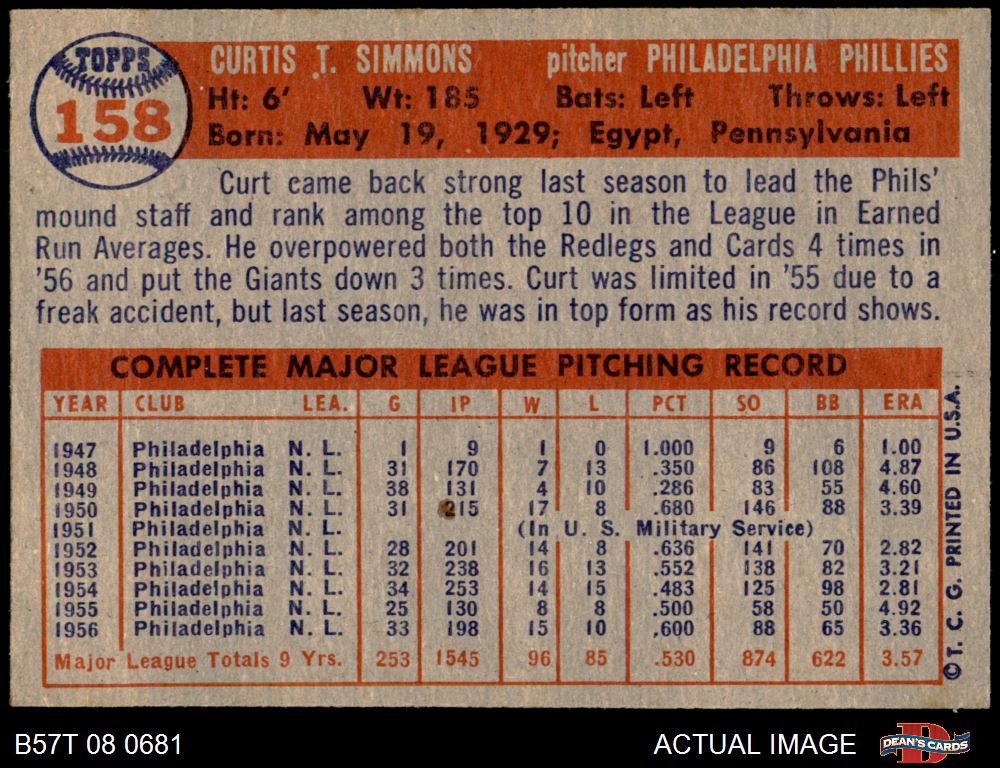 TOPPS
158
CURTIS T. SIMMONS pitcher PHILADELPHIA PHILLIES
Ht: 6' Wt: 185 Bats: Left Throws: Left
Born: May 19, 1929; Egypt, Pennsylvania
Curt came back strong last season to lead the Phils'
mound staff and rank among the top 10 in the League in Earned
Run Averages. He overpowered both the Redlegs and Cards 4 times in
'56 and put the Giants down 3 times. Curt was limited in '55 due to a
freak accident, but last season, he was in top form as his record shows.
COMPLETE MAJOR LEAGUE PITCHING RECORD
YEAR CLUB LEA. G IP W L PCT SO BB ERA
1947 Philadelphia N. L. 1 9 1 0 1.000 9 6 1.00
1948 Philadelphia N. L. 31 170 7 13 .350 86 108 4.87
1949 Philadelphia N. L. 38 131 4 10 .286 83 55 4.60
1950 Philadelphia N. L. 31 215 17 8 .680 146 88 3.39
1951 Philadelphia N. L. (In U. S. Military Service)
1952 Philadelphia N. L. 28 201 14 8 .636 141 70 2.82
1953 Philadelphia N. L. 32 238 16 13 .552 138 82 3.21
1954 Philadelphia N. L. 34 253 14 15 .483 125 98 2.81
1955 Philadelphia N. L. 25 130 8 8 .500 58 50 4.92
1956 Philadelphia N. L. 33 198 15 10 .600 88 65 3.36
Major League Totals 9 Yrs. 253 1545 96 85 .530 874 622 3.57
©T. C. G. PRINTED IN U.S.A.
B57T 08 0681 ACTUAL IMAGE
DEAN'S CARDS